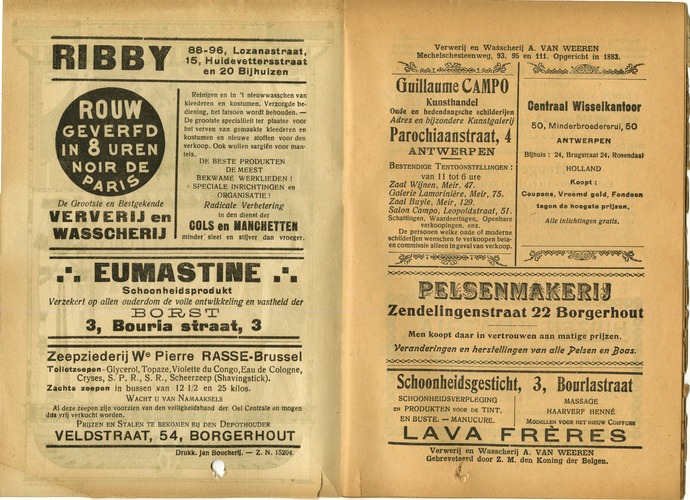 RIBBY
88-96, Lozanastraat,
15, Huidevettersstraat
en 20 Bijhuizen
ROUW
GEVERFD
IN 8 UREN
NOIR DE
PARIS
De Grootste en Bestgekende
VERVERIJ en
WASSCHERIJ
Reinigen en in 't nieuwwasschen van
kleederen en kostumen. Verzorgde be-
diening, het fatsoen wordt behouden. —
De grootste specialiteit ter plaatse voor
het verven van gemaakte kleederen en
kostumen en nieuwe stoffen voor den
verkoop. Ook wollen sargiën voor man-
tels.
DE BESTE PRODUKTEN
DE MEEST
BEKWAME WERKLIEDEN !
SPECIALE INRICHTINGEN en
ORGANISATIE !
Radicale Verbetering
in den dienst der
COLS en MANCHETTEN
minder steel en stijver dan vroeger.
EUMASTINE
Schoonheidsprodukt
Verzekert op allen ouderdom de volle ontwikkeling en vastheid der
BORST
3, Bouria straat, 3
Zeepziederij We Pierre RASSE-Brussel
Toiletzeepen - Glycerol, Topaze, Violette du Congo, Eau de Cologne,
Cryses, S. P. R., S. R., Scheerzeep (Shavingstick).
Zachte zeepen in bussen van 12 1/2 en 25 kilos.
WACHT U VAN NAMAAKSELS
Al deze zeepen zijn voorzien van den veiligheidsband der Oel Centrale en mogen
dus vrij verkocht worden.
PRIJZEN EN STALEN TE BEKOMEN BIJ DEN DEPOTHOUDER
VELDSTRAAT, 54, BORGERHOUT
Drukk. Jan Boucherij. — Z. N. 15204.
Verwerij en Wasscherij A. VAN WEEREN
Mechelschesteenweg, 93, 95 en 111. Opgericht in 1883.
Guillaume CAMPO
Kunsthandel
Oude en hedendaagsche schilderijen
Adres en bijzondere Kunstgalerij
Parochiaanstraat, 4
ANTWERPEN
BESTENDIGE TENTOONSTELLINGEN :
van 11 tot 6 ure
Zaal Wijnen, Meir, 47.
Galerie Lamorinière, Meir, 75.
Zaal Buyle, Meir, 129.
Salon Campo, Leopoldstraat, 51.
Schattingen, Waardeeringen, Openbare
verkoopingen, enz.
De personen welke oude of moderne
schilderijen wenschen te verkoopen beta-
en commissie alleen in geval van verkoop.
Centraal Wisselkantoor
50, Minderbroedersrui, 50
ANTWERPEN
Bijhuis : 24, Brugstraat 24, Rosendaal
HOLLAND
Koopt :
Coupons, Vreemd geld, Fondsen
tegen de hoogste prijzen.
Alle inlichtingen gratis.
PELSENMAKERIJ
Zendelingenstraat 22 Borgerhout
Men koopt daar in vertrouwen aan matige prijzen.
Veranderingen en herstellingen van alle Pelsen en Boas.
Schoonheidsgesticht, 3, Bourlastraat
SCHOONHEIDSVERPLEGING
EN PRODUKTEN VOOR DE TINT,
EN BUSTE. — MANUCURE.
MASSAGE
HAARVERF HENNÉ
MODELLEN VOOR HET NIEUW COIFFURE
LAVA FRÈRES
Verwerij en Wasscherij A. VAN WEEREN
Gebreveteerd door Z. M. den Koning der Belgen.